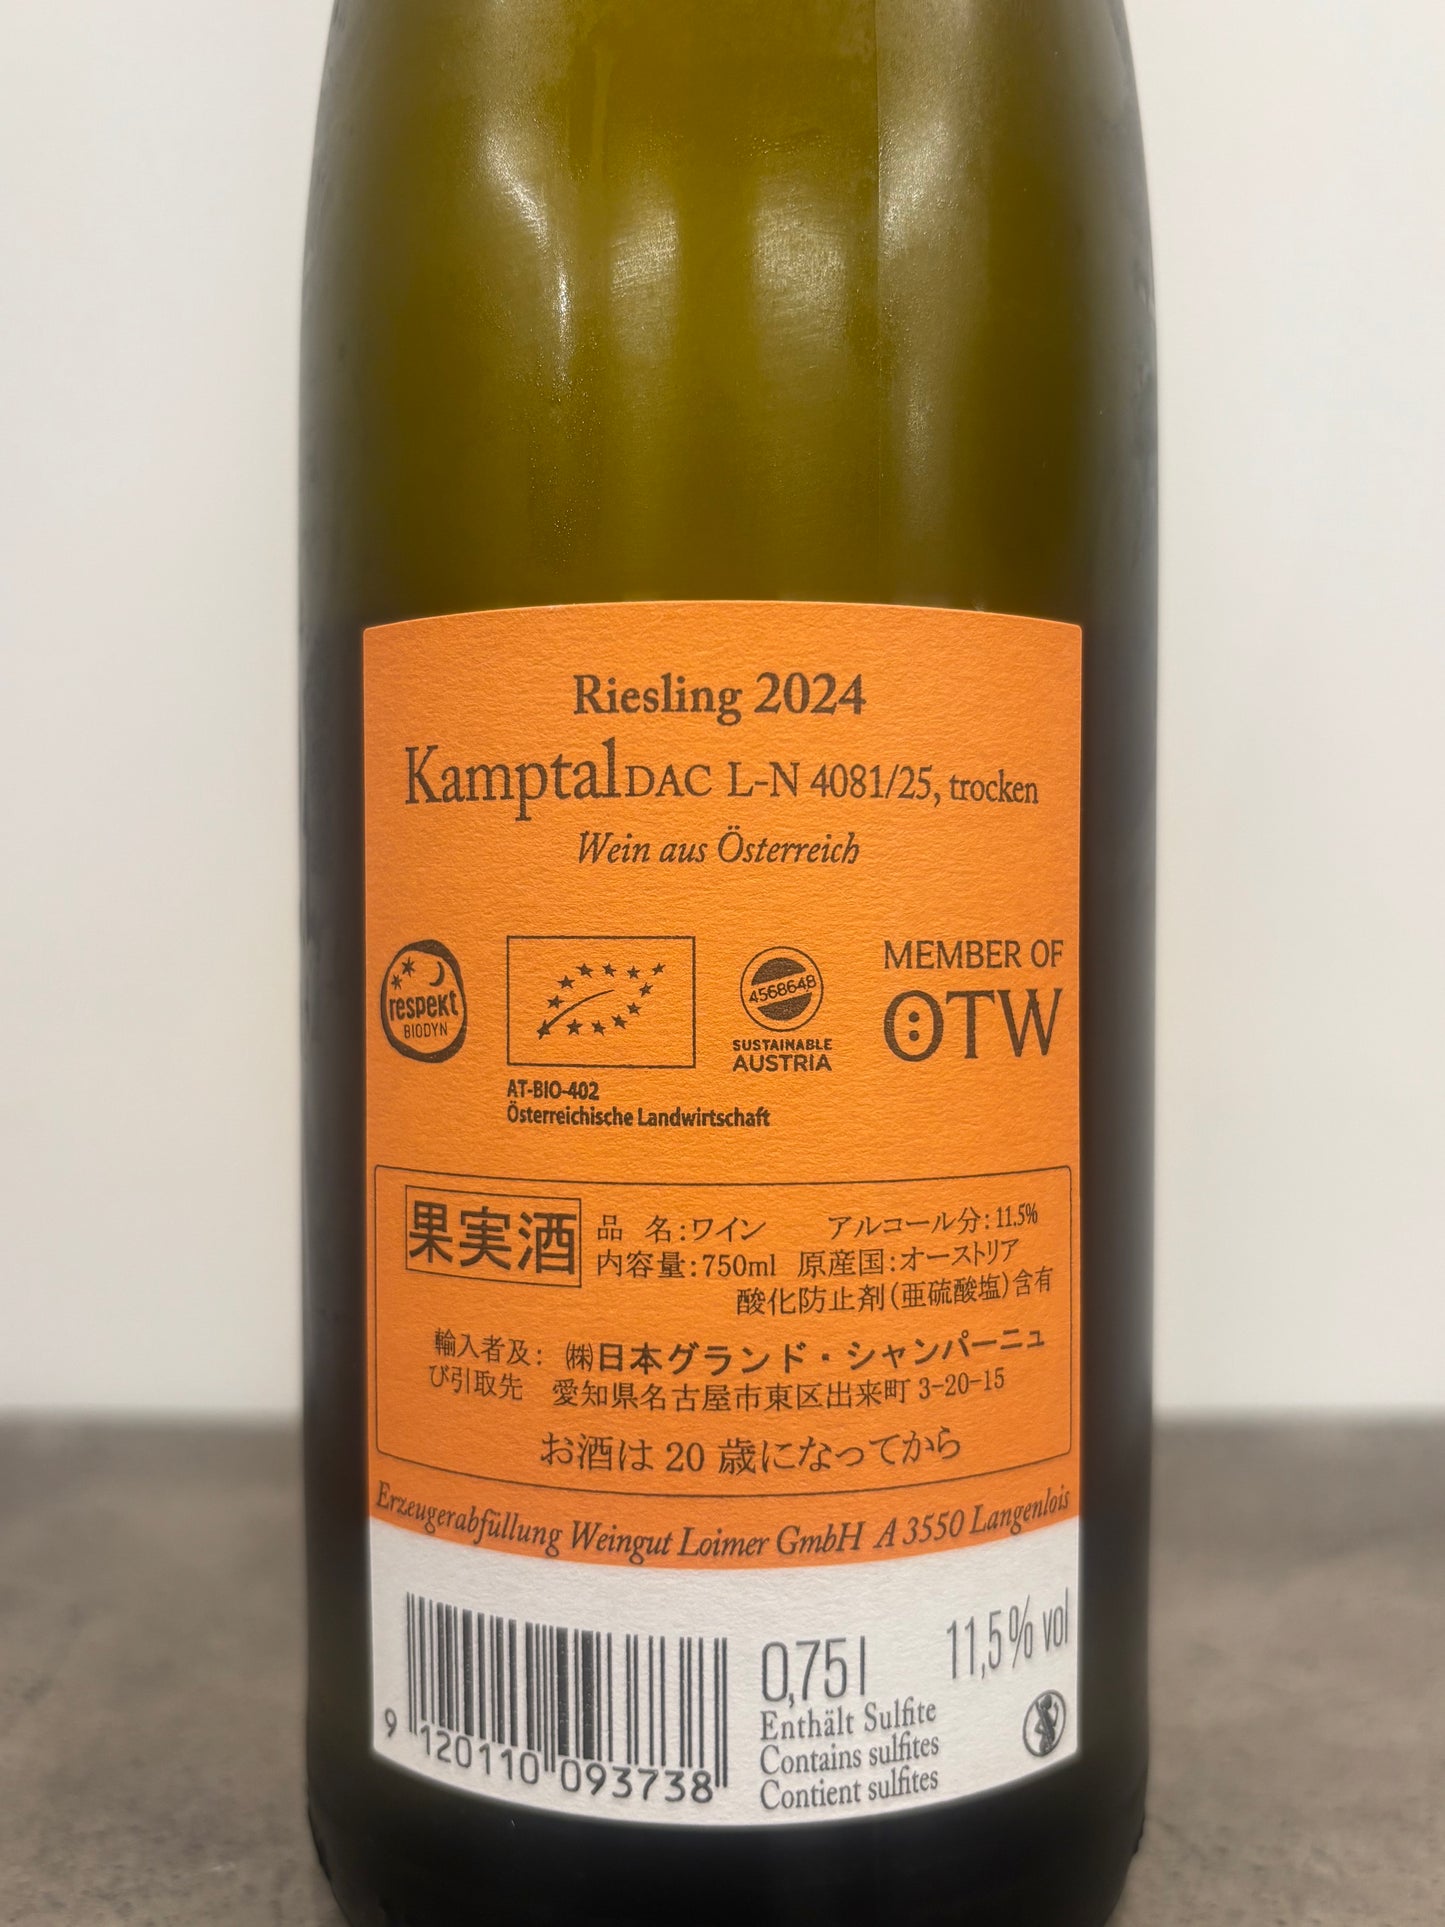 Riesling 2024
Kamptal DAC L-N 4081/25, trocken
Wein aus Österreich
respekt
BIODYN
AT-BIO-402
Österreichische Landwirtschaft
4568648
SUSTAINABLE
AUSTRIA
MEMBER OF
ÖTW
果実酒
品 名:ワイン アルコール分:11.5%
内容量:750ml 原産国:オーストリア
酸化防止剤(亜硫酸塩)含有
輸入者及び引取先:㈱日本グランド・シャンパーニュ
愛知県名古屋市東区出来町 3-20-15
お酒は 20 歳になってから
Erzeugerabfüllung Weingut Loimer GmbH A 3550 Langenlois
9 120110 093738
0,75 l 11,5% vol
Enthält Sulfite
Contains sulfites
Contient sulfites